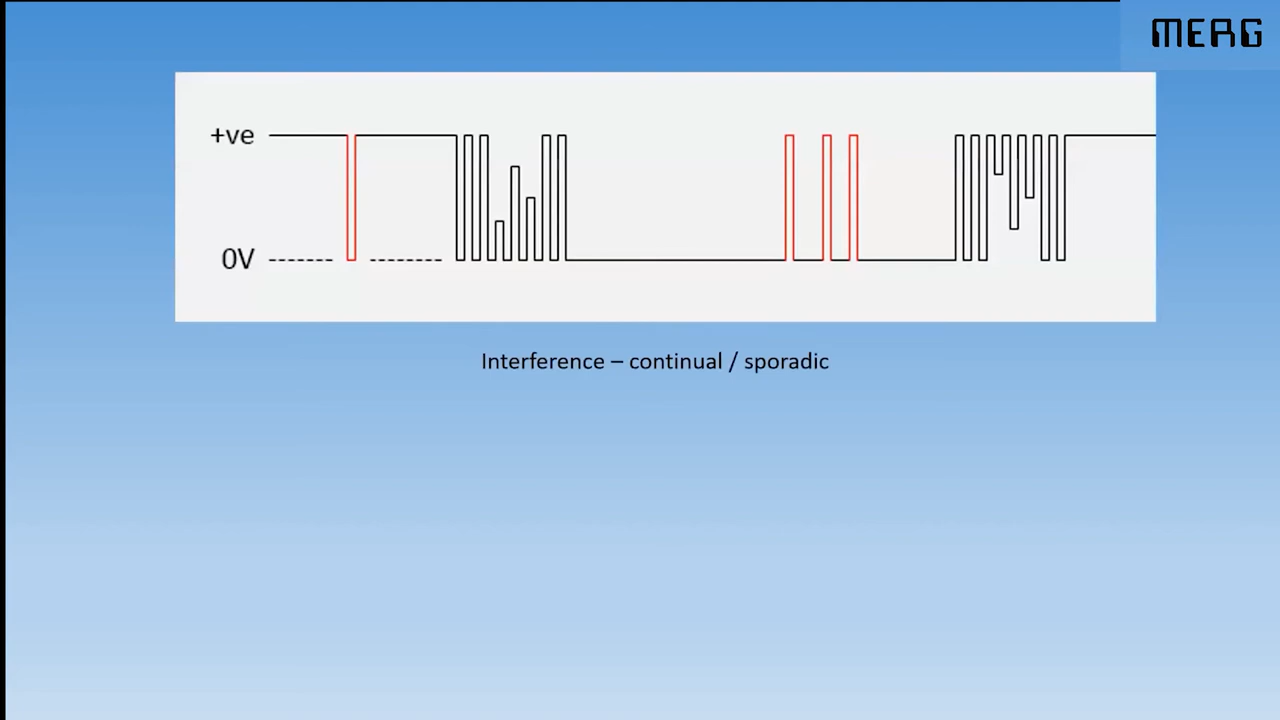 MERG
+ve
0V
Interference – continual / sporadic